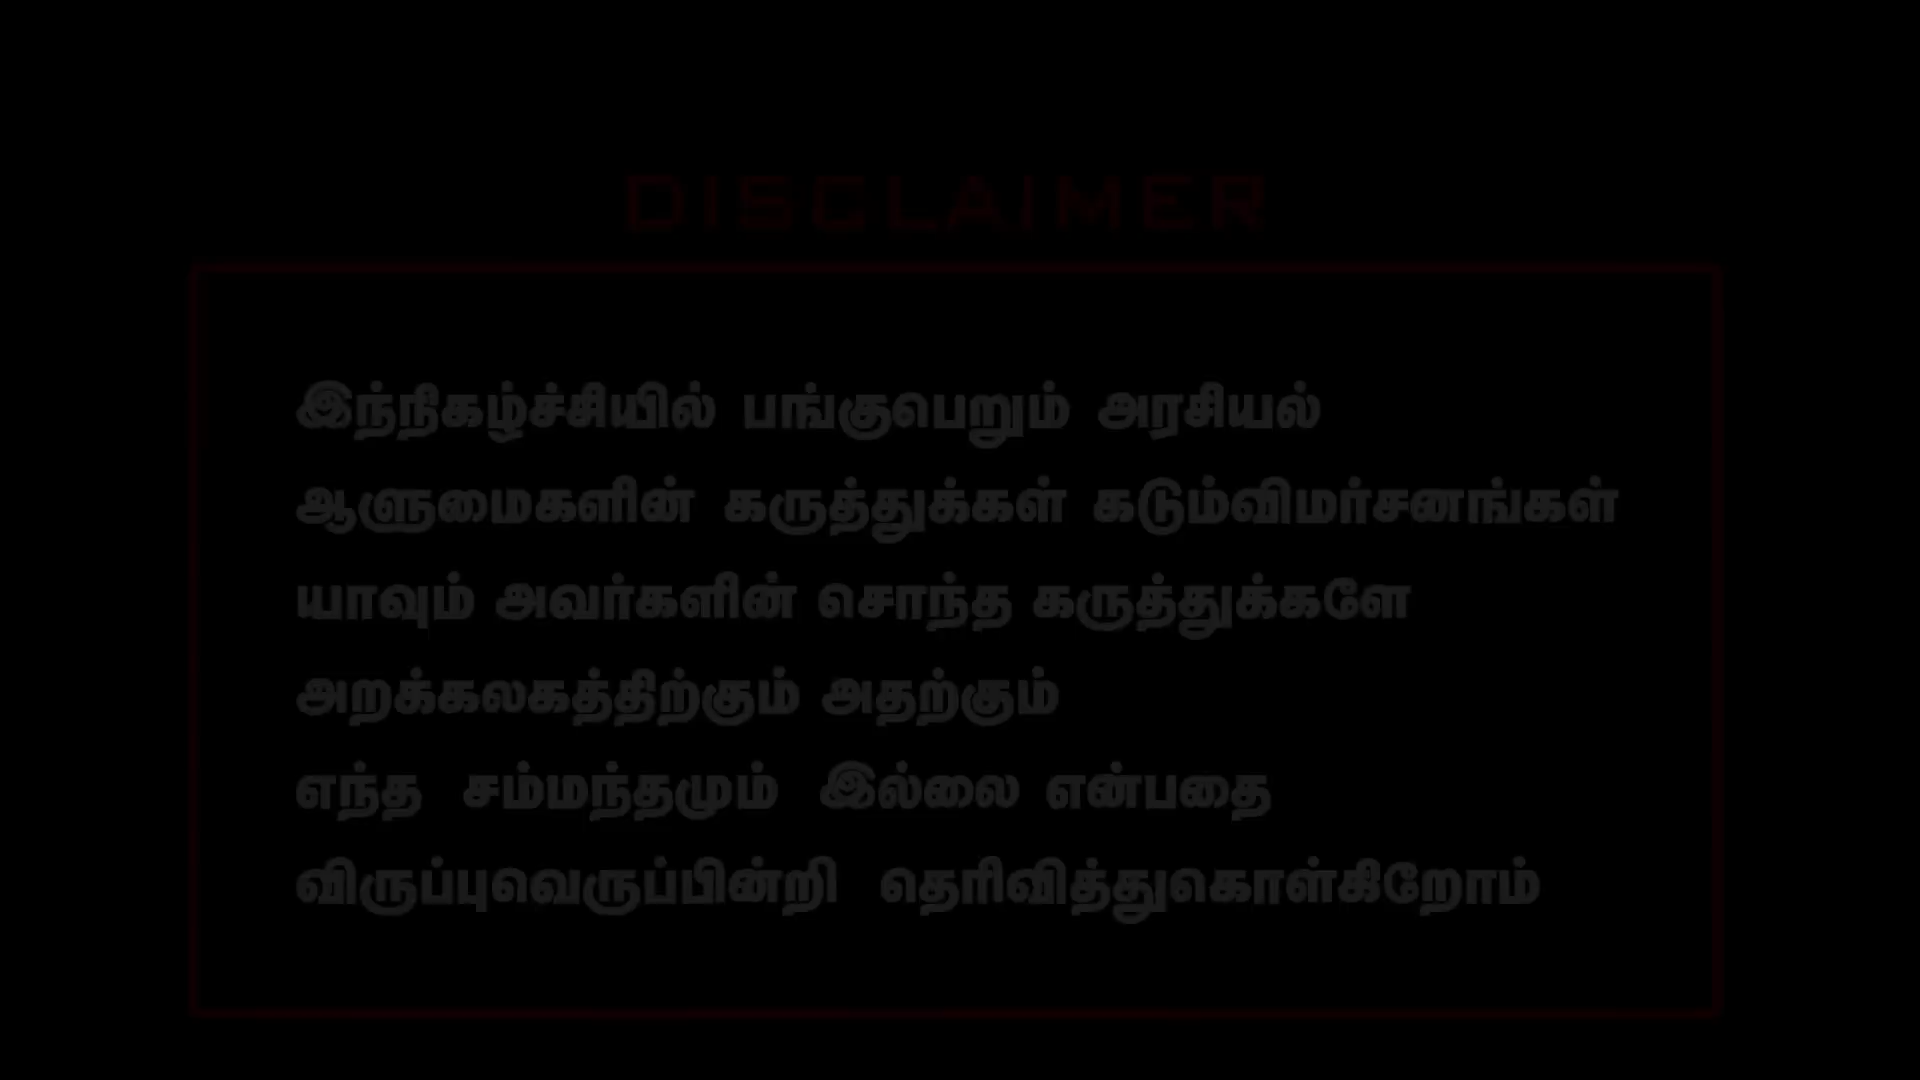 DISCLAIMER
இந்நிகழ்ச்சியில் பங்குபெறும் அரசியல்
ஆளுமைகளின் கருத்துக்கள் கடும்விமர்சனங்கள்
யாவும் அவர்களின் சொந்த கருத்துக்களே
அறக்கலகத்திற்கும் அதற்கும்
எந்த சம்மந்தமும் இல்லை என்பதை
விருப்புவெருப்பின்றி தெரிவித்துகொள்கிறோம்